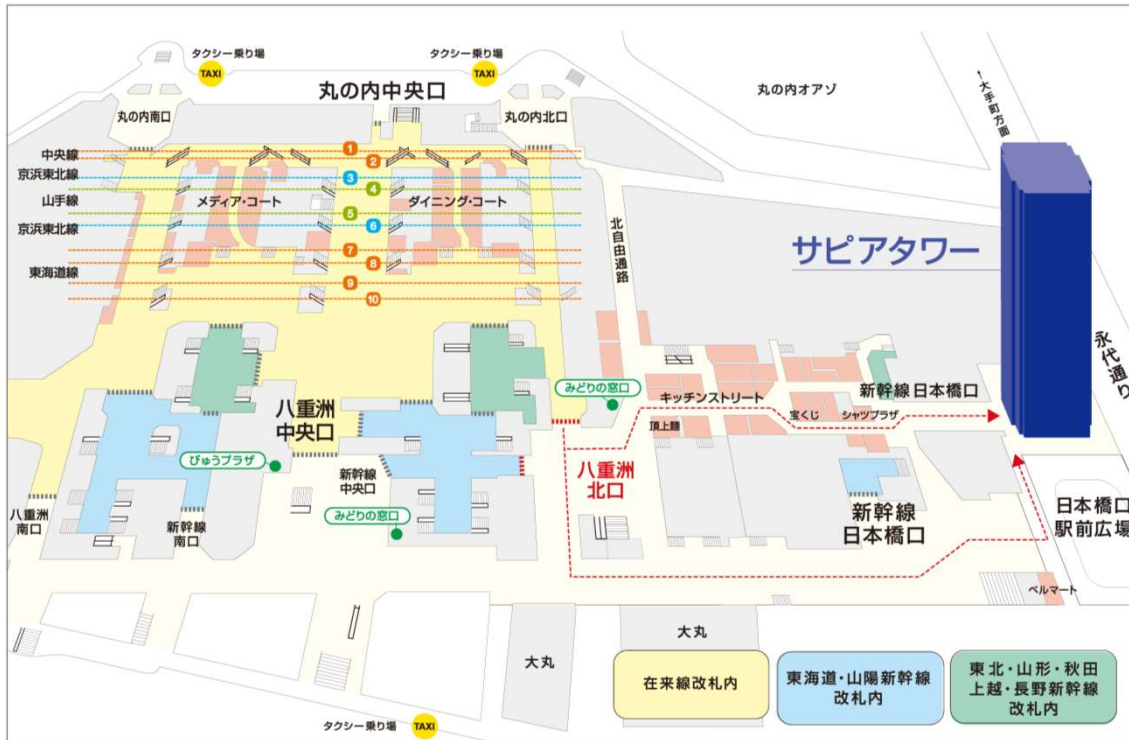 タクシー乗り場
TAXI
タクシー乗り場
TAXI
丸の内中央口
丸の内南口
丸の内北口
丸の内オアゾ
←大手町方面
中央線
京浜東北線
山手線
京浜東北線
東海道線
1
2
3
4
5
6
7
8
9
10
メディア・コート
ダイニング・コート
北自由通路
サピアタワー
永代通り
みどりの窓口
キッチンストリート
新幹線日本橋口
頂上麺
宝くじ
シャツプラザ
八重洲
中央口
びゅうプラザ
新幹線
中央口
八重洲
北口
八重洲
南口
新幹線
南口
みどりの窓口
新幹線
日本橋口
日本橋口
駅前広場
ベルマート
大丸
大丸
タクシー乗り場
TAXI
在来線改札内
東海道・山陽新幹線
改札内
東北・山形・秋田
上越・長野新幹線
改札内